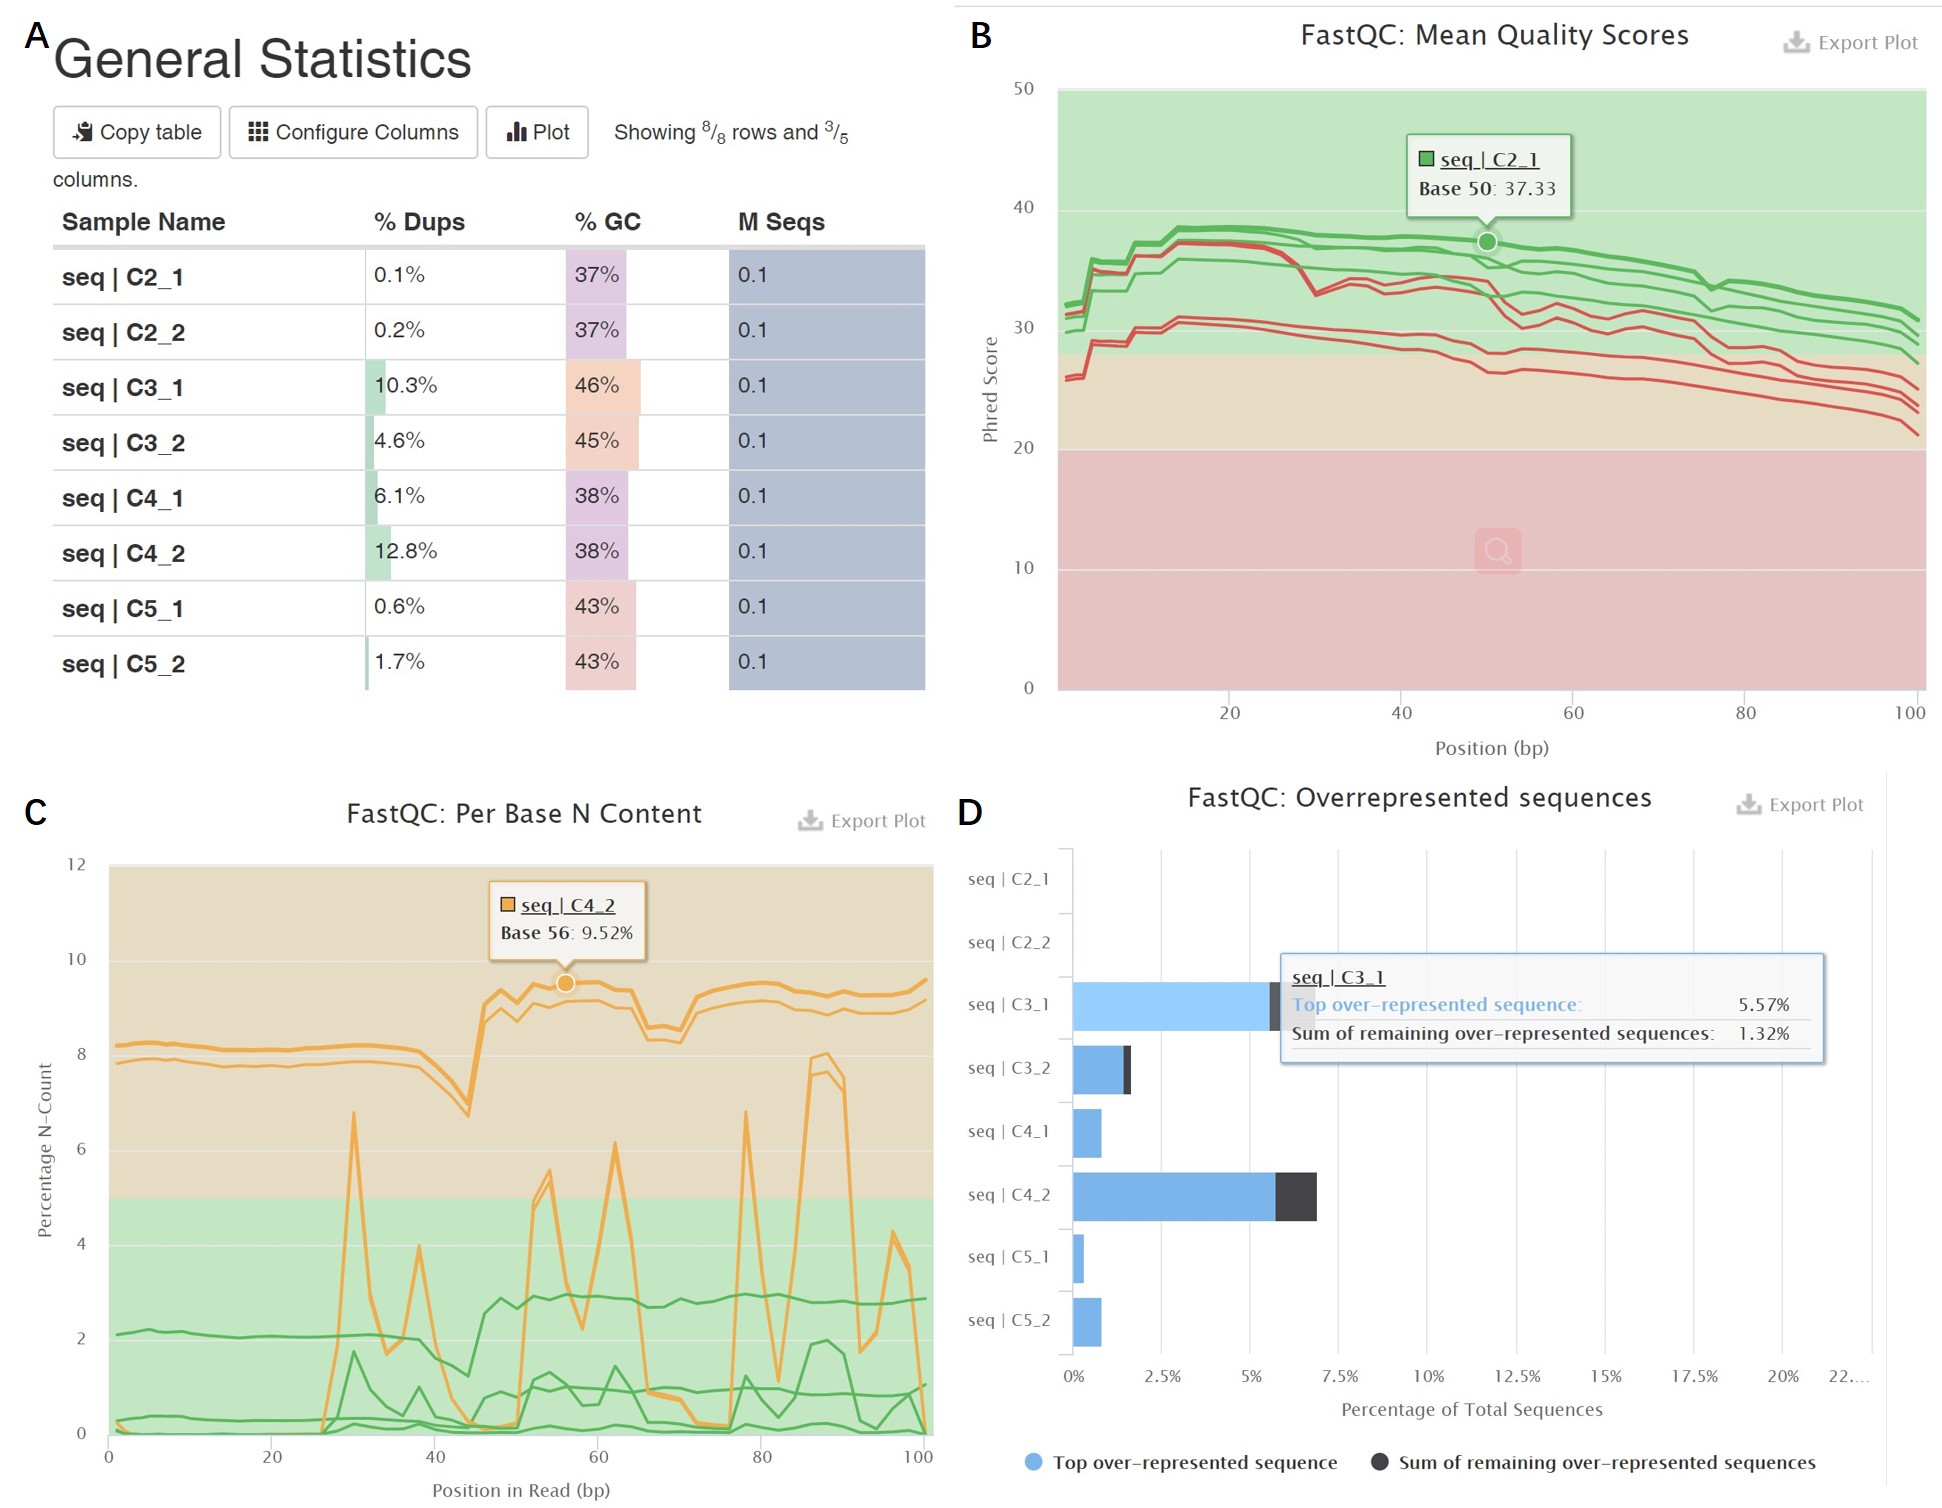 A
General Statistics
Copy table
Configure Columns
Plot
Showing 8/8 rows and 3/5
columns.
Sample Name % Dups % GC M Seqs
seq | C2_1 0.1% 37% 0.1
seq | C2_2 0.2% 37% 0.1
seq | C3_1 10.3% 46% 0.1
seq | C3_2 4.6% 45% 0.1
seq | C4_1 6.1% 38% 0.1
seq | C4_2 12.8% 38% 0.1
seq | C5_1 0.6% 43% 0.1
seq | C5_2 1.7% 43% 0.1
B
FastQC: Mean Quality Scores
Export Plot
50
40
30
20
10
0
Phred Score
seq | C2_1
Base 50: 37.33
20 40 60 80 100
Position (bp)
C
FastQC: Per Base N Content
Export Plot
12
10
8
6
4
2
0
Percentage N-Count
seq | C4_2
Base 56: 9.52%
0 20 40 60 80 100
Position in Read (bp)
D
FastQC: Overrepresented sequences
Export Plot
seq | C2_1
seq | C2_2
seq | C3_1
seq | C3_2
seq | C4_1
seq | C4_2
seq | C5_1
seq | C5_2
seq | C3_1
Top over-represented sequence: 5.57%
Sum of remaining over-represented sequences: 1.32%
0% 2.5% 5% 7.5% 10% 12.5% 15% 17.5% 20% 22....
Percentage of Total Sequences
Top over-represented sequence
Sum of remaining over-represented sequences